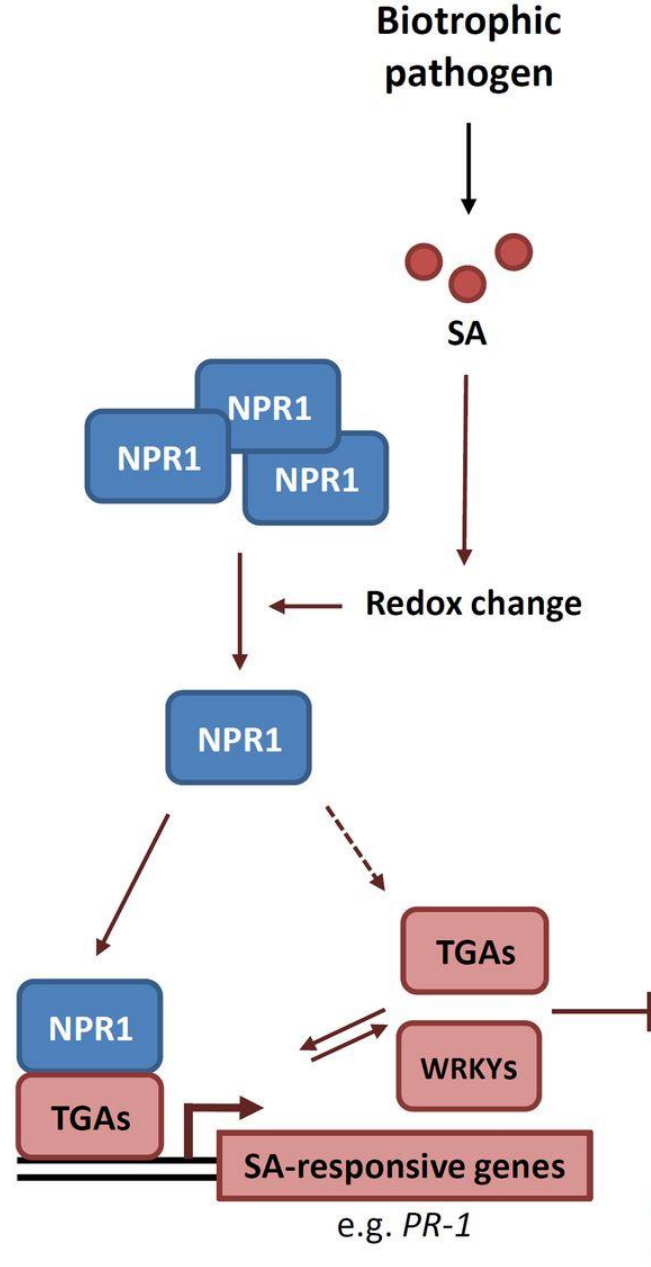 Biotrophic
pathogen
SA
NPR1
NPR1
NPR1
Redox change
NPR1
TGAs
NPR1
WRKYs
TGAs
SA-responsive genes
e.g. PR-1